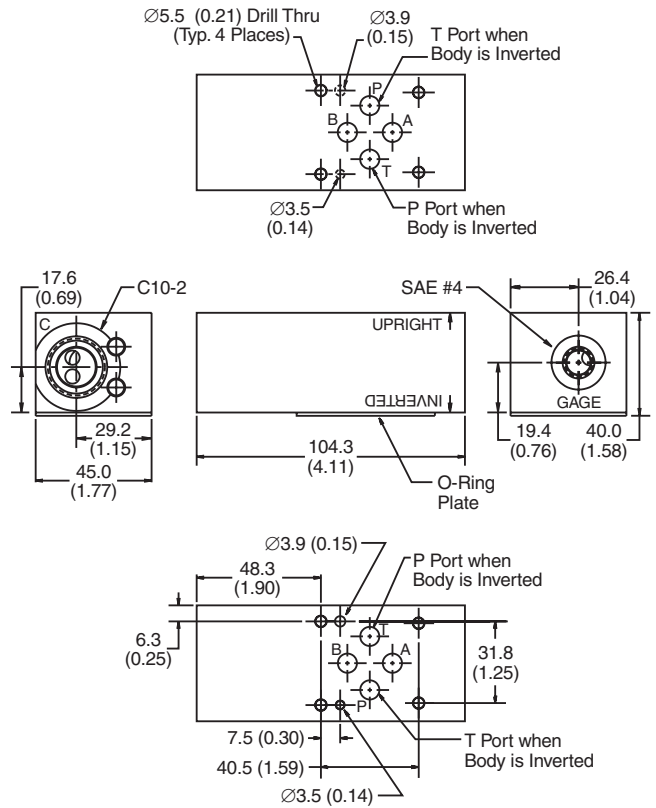 ∅5.5 (0.21) Drill Thru
(Typ. 4 Places)
∅3.9
(0.15)
T Port when
Body is Inverted
P
B
A
T
∅3.5
(0.14)
P Port when
Body is Inverted
17.6
(0.69)
C10-2
C
29.2
(1.15)
45.0
(1.77)
UPRIGHT
INVERTED
104.3
(4.11)
O-Ring
Plate
SAE #4
26.4
(1.04)
GAGE
19.4
(0.76)
40.0
(1.58)
∅3.9 (0.15)
48.3
(1.90)
P Port when
Body is Inverted
6.3
(0.25)
T
B
A
P
31.8
(1.25)
7.5 (0.30)
40.5 (1.59)
T Port when
Body is Inverted
∅3.5 (0.14)